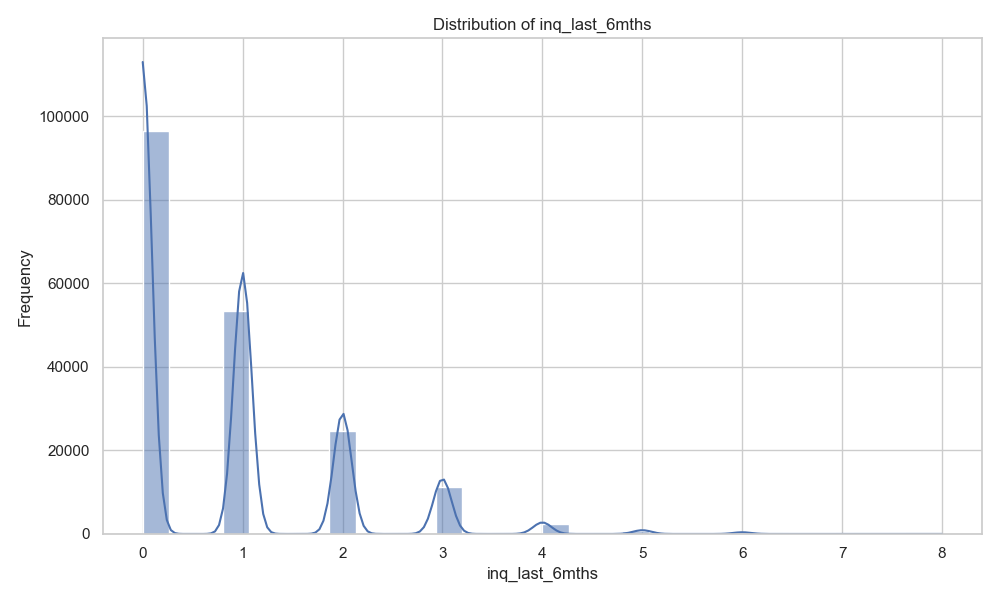 Distribution of inq_last_6mths
Frequency
100000
80000
60000
40000
20000
0
0 1 2 3 4 5 6 7 8
inq_last_6mths